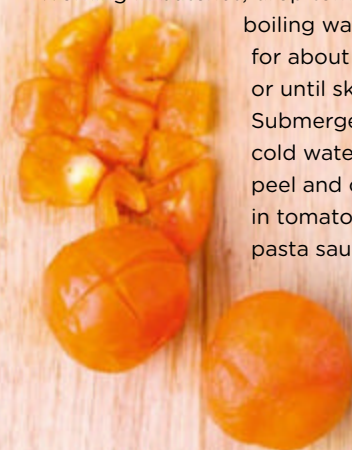 boiling wa
for about
or until sk
Submerge
cold wate
peel and c
in tomato
pasta sau